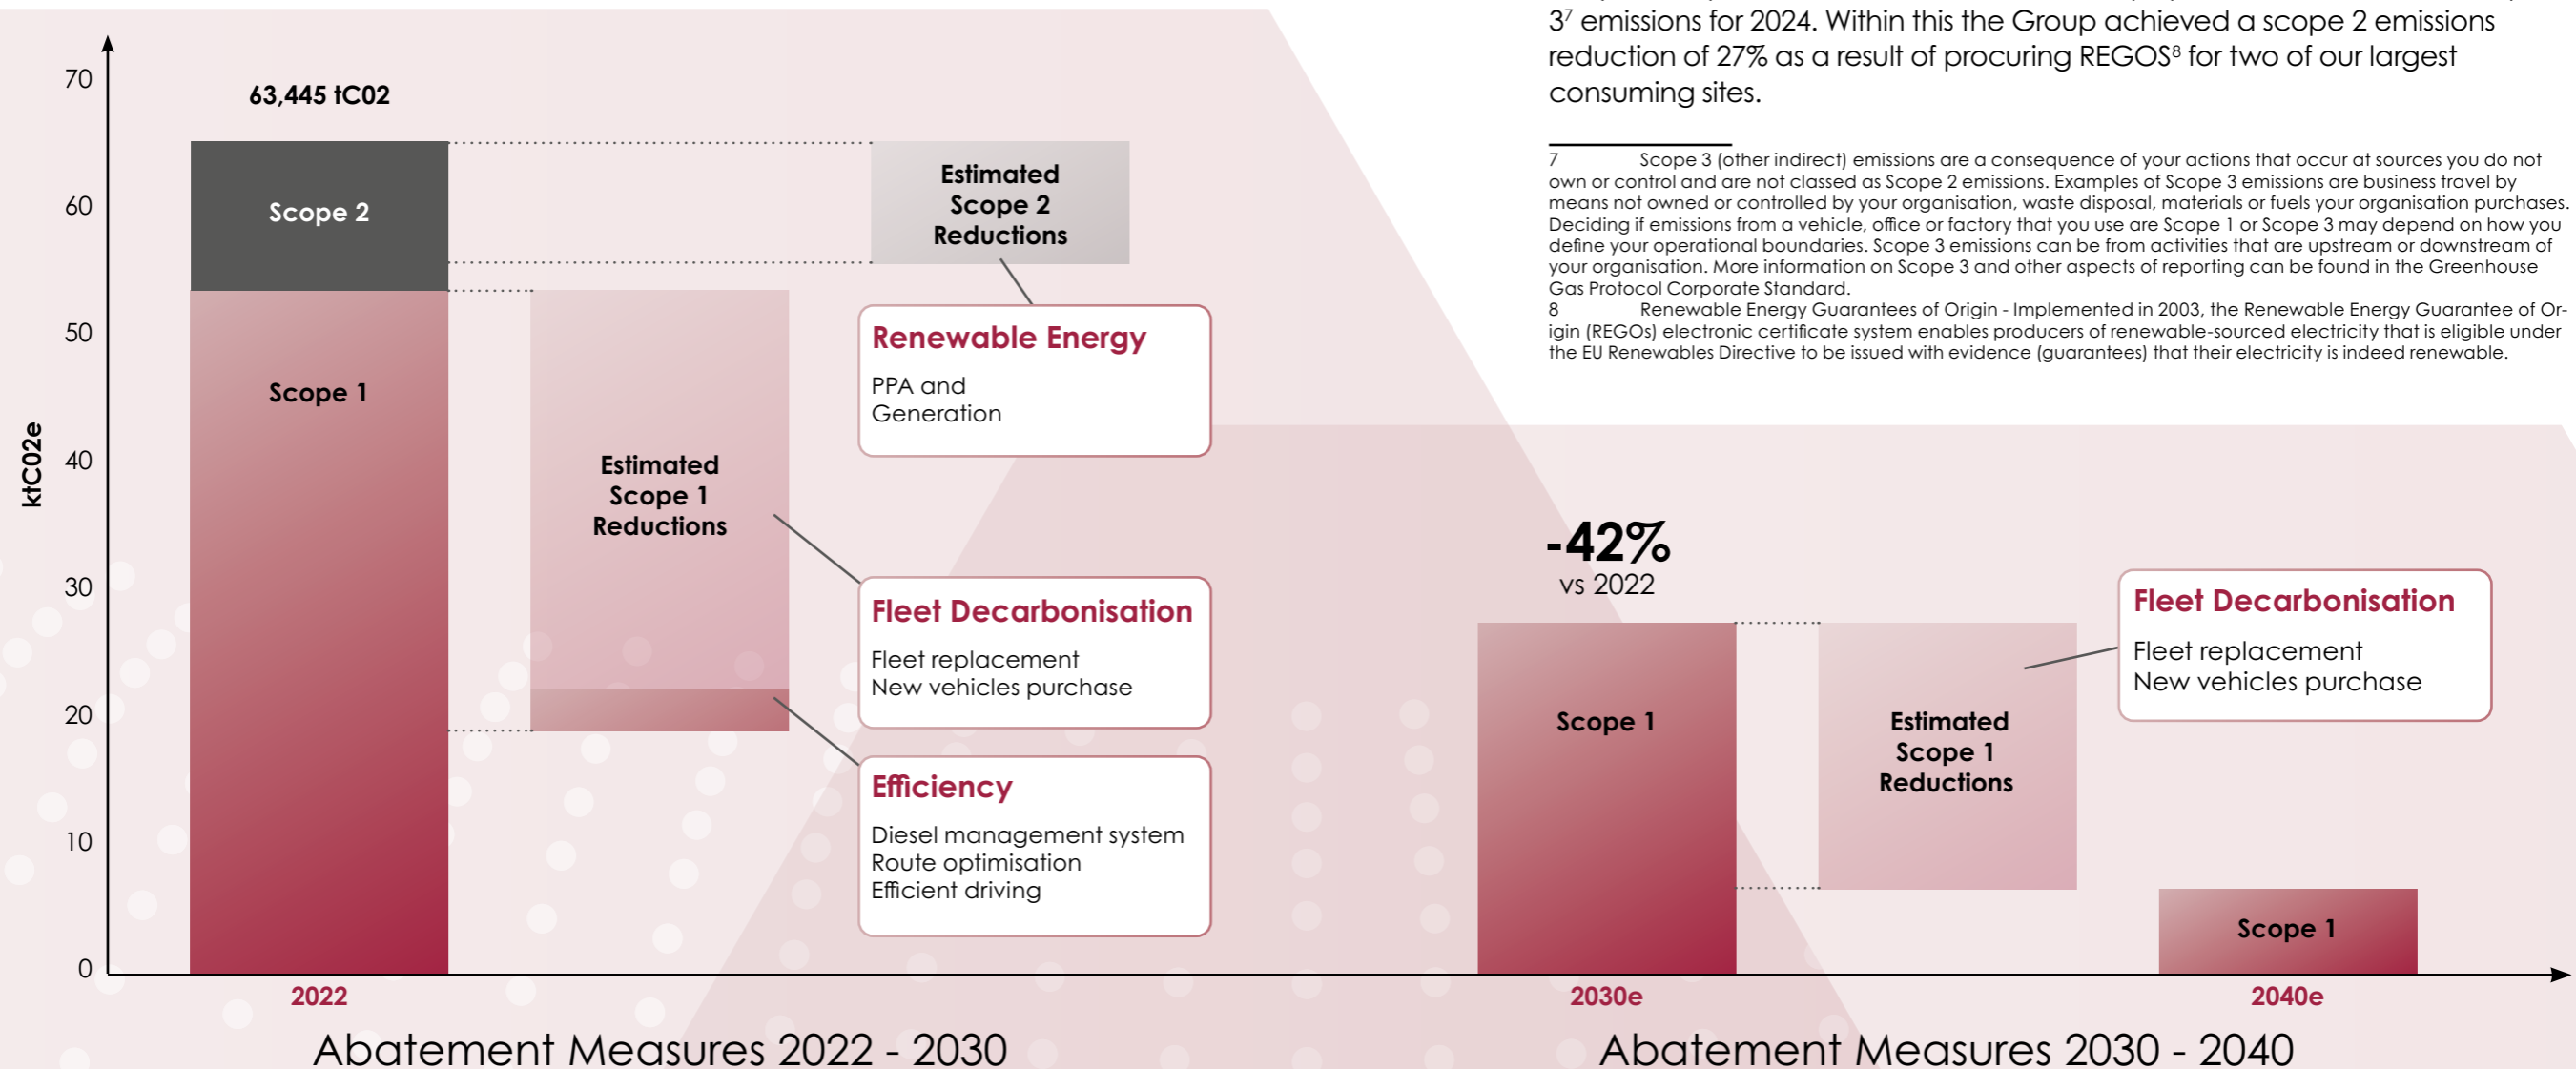 3⁷ emissions for 2024. Within this the Group achieved a scope 2 emissions
reduction of 27% as a result of procuring REGOS⁸ for two of our largest
consuming sites.
7 Scope 3 (other indirect) emissions are a consequence of your actions that occur at sources you do not
own or control and are not classed as Scope 2 emissions. Examples of Scope 3 emissions are business travel by
means not owned or controlled by your organisation, waste disposal, materials or fuels your organisation purchases.
Deciding if emissions from a vehicle, office or factory that you use are Scope 1 or Scope 3 may depend on how you
define your operational boundaries. Scope 3 emissions can be from activities that are upstream or downstream of
your organisation. More information on Scope 3 and other aspects of reporting can be found in the Greenhouse
Gas Protocol Corporate Standard.
8 Renewable Energy Guarantees of Origin - Implemented in 2003, the Renewable Energy Guarantee of Or-
igin (REGOs) electronic certificate system enables producers of renewable-sourced electricity that is eligible under
the EU Renewables Directive to be issued with evidence (guarantees) that their electricity is indeed renewable.
ktC02e
70
60
50
40
30
20
10
0
63,445 tC02
Scope 2
Scope 1
Estimated
Scope 1
Reductions
Estimated
Scope 2
Reductions
Renewable Energy
PPA and
Generation
Fleet Decarbonisation
Fleet replacement
New vehicles purchase
Efficiency
Diesel management system
Route optimisation
Efficient driving
2022
Abatement Measures 2022 - 2030
-42%
vs 2022
Scope 1
Estimated
Scope 1
Reductions
Fleet Decarbonisation
Fleet replacement
New vehicles purchase
Scope 1
2030e
2040e
Abatement Measures 2030 - 2040